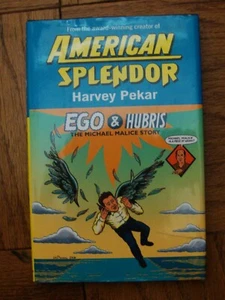 From the award-winning creator of
AMERICAN
SPLENDOR
Harvey Pekar
EGO & HUBRIS
THE MICHAEL MALICE STORY